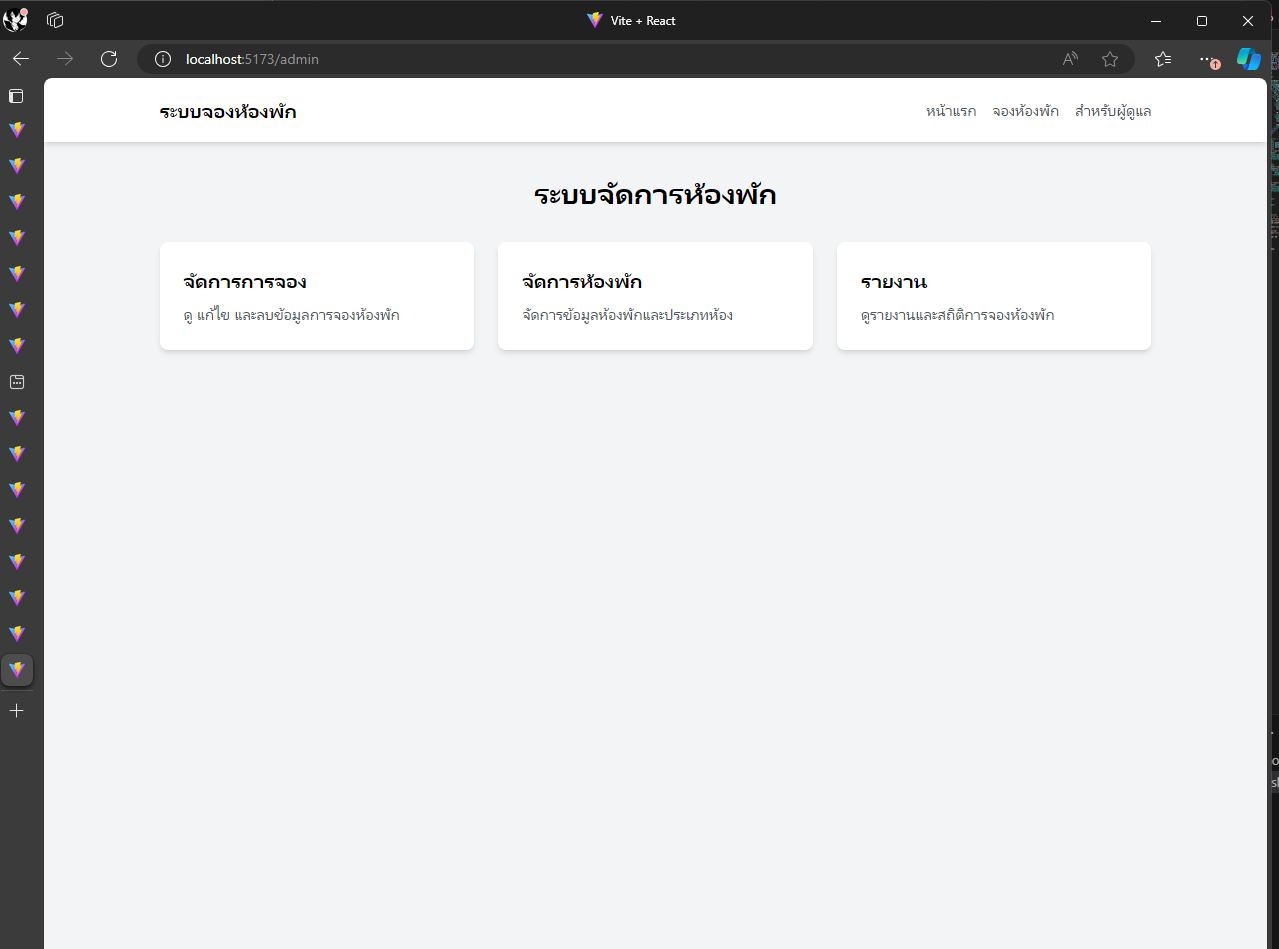 Vite + React
localhost:5173/admin
ระบบจองห้องพัก
หน้าแรก จองห้องพัก สำหรับผู้ดูแล
ระบบจัดการห้องพัก
จัดการการจอง
ดู แก้ไข และลบข้อมูลการจองห้องพัก
จัดการห้องพัก
จัดการข้อมูลห้องพักและประเภทห้อง
รายงาน
ดูรายงานและสถิติการจองห้องพัก